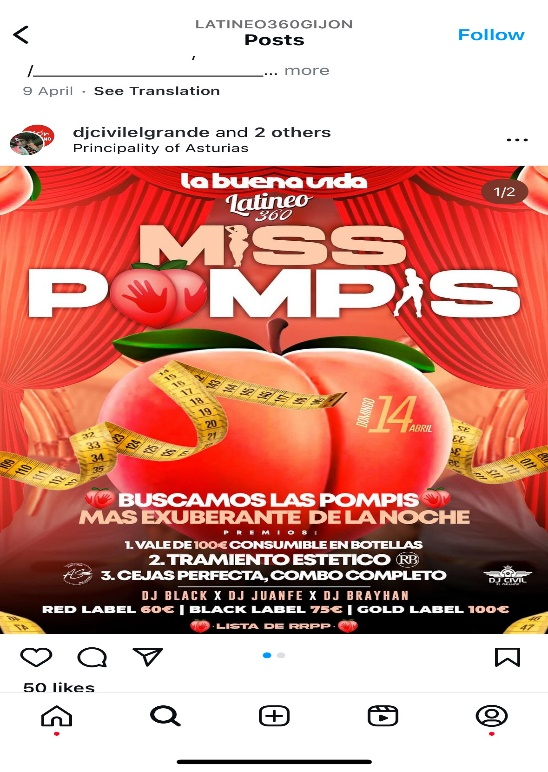 LATINEO360GIJON
Posts
Follow
/ ... more
9 April · See Translation
djcivilelgrande and 2 others
Principality of Asturias
la buena vida
1/2
Latineo
360
MISS
POMPIS
DOMINGO 14 ABRIL
BUSCAMOS LAS POMPIS
MAS EXUBERANTE DE LA NOCHE
PREMIOS:
1. VALE DE 100€ CONSUMIBLE EN BOTELLAS
2. TRAMIENTO ESTETICO RB
3. CEJAS PERFECTA, COMBO COMPLETO
DJ CIVIL
DJ BLACK X DJ JUANFE X DJ BRAYHAN
RED LABEL 60€ | BLACK LABEL 75€ | GOLD LABEL 100€
LISTA DE RRPP
50 likes